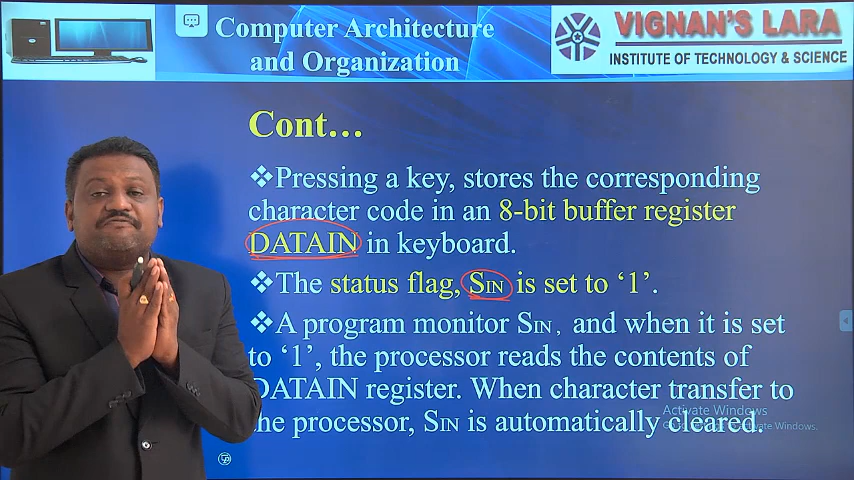 Computer Architecture
and Organization
VIGNAN'S LARA
INSTITUTE OF TECHNOLOGY & SCIENCE
Cont…
❖Pressing a key, stores the corresponding
character code in an 8-bit buffer register
DATAIN in keyboard.
❖The status flag, SIN is set to ‘1’.
❖A program monitor SIN, and when it is set
to ‘1’, the processor reads the contents of
DATAIN register. When character transfer to
the processor, SIN is automatically cleared.
Activate Windows